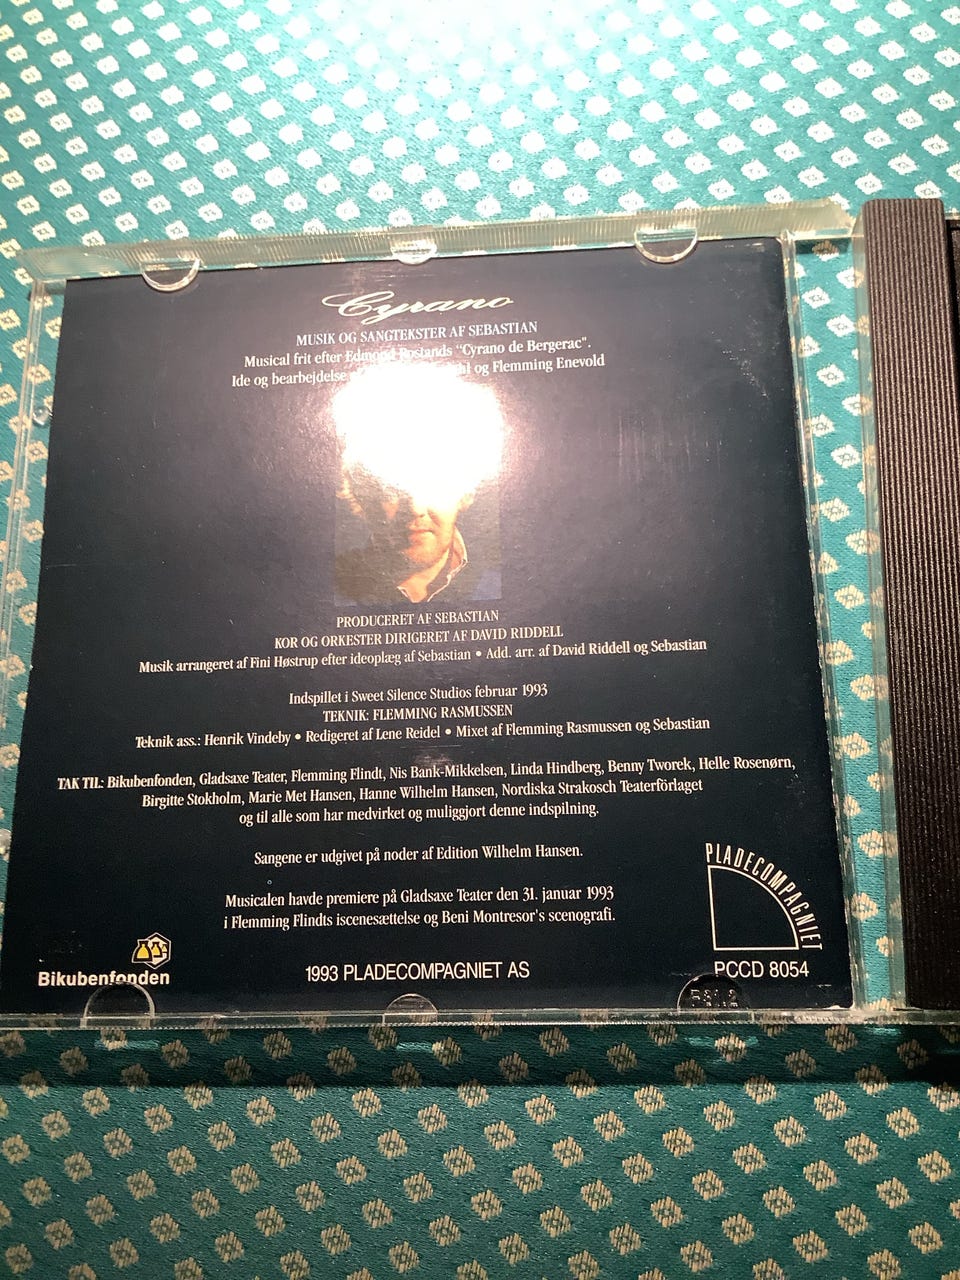 Cyrano
MUSIK OG SANGTEKSTER AF SEBASTIAN
Musical frit efter Edmond Rostands "Cyrano de Bergerac".
Ide og bearbejdelse og Flemming Enevold
PRODUCERET AF SEBASTIAN
KOR OG ORKESTER DIRIGERET AF DAVID RIDDELL
Musik arrangeret af Fini Høstrup efter ideoplæg af Sebastian • Add. arr. af David Riddell og Sebastian
Indspillet i Sweet Silence Studios februar 1993
TEKNIK: FLEMMING RASMUSSEN
Teknik ass.: Henrik Vindeby • Redigeret af Lene Reidel • Mixet af Flemming Rasmussen og Sebastian
TAK TIL: Bikubenfonden, Gladsaxe Teater, Flemming Flindt, Nis Bank-Mikkelsen, Linda Hindberg, Benny Tworek, Helle Rosenørn,
Birgitte Stokholm, Marie Met Hansen, Hanne Wilhelm Hansen, Nordiska Strakosch Teaterförlaget
og til alle som har medvirket og muliggjort denne indspilning.
Sangene er udgivet på noder af Edition Wilhelm Hansen.
Musicalen havde premiere på Gladsaxe Teater den 31. januar 1993
i Flemming Flindts iscenesættelse og Beni Montresor's scenografi.
PLADECOMPAGNIET
Bikubenfonden
1993 PLADECOMPAGNIET AS
PCCD 8054